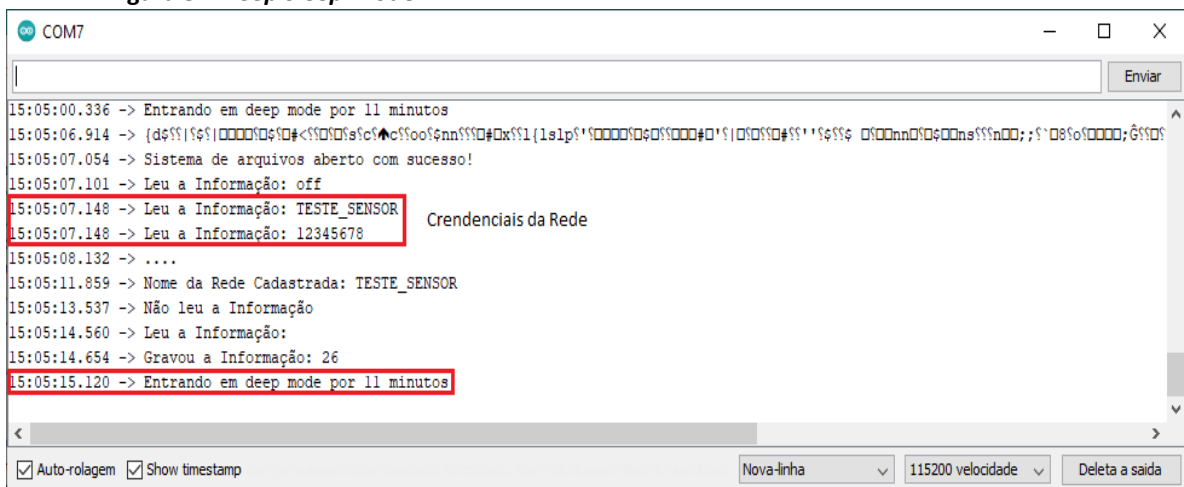 COM7
Enviar
15:05:00.336 -> Entrando em deep mode por 11 minutos
15:05:06.914 ->
15:05:07.054 -> Sistema de arquivos aberto com sucesso!
15:05:07.101 -> Leu a Informação: off
15:05:07.148 -> Leu a Informação: TESTE_SENSOR
Crendenciais da Rede
15:05:07.148 -> Leu a Informação: 12345678
15:05:08.132 -> ....
15:05:11.859 -> Nome da Rede Cadastrada: TESTE_SENSOR
15:05:13.537 -> Não leu a Informação
15:05:14.560 -> Leu a Informação:
15:05:14.654 -> Gravou a Informação: 26
15:05:15.120 -> Entrando em deep mode por 11 minutos
Auto-rolagem Show timestamp Nova-linha 115200 velocidade Deleta a saida